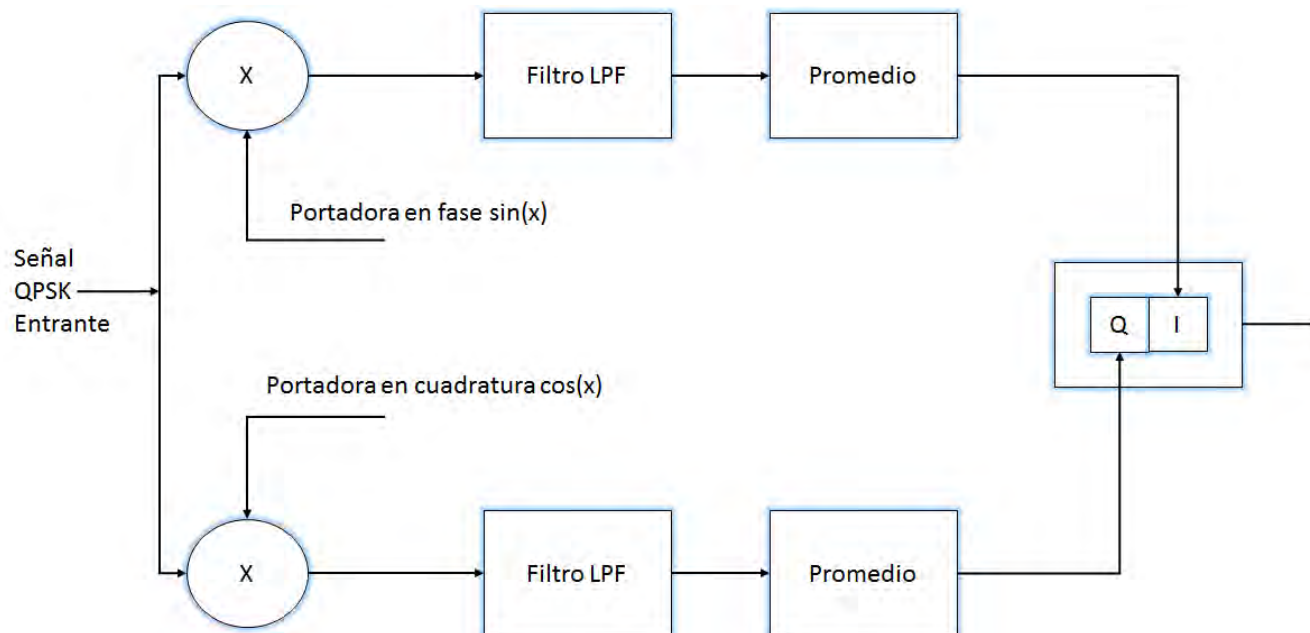 X
Filtro LPF
Promedio
Portadora en fase sin(x)
Señal
QPSK
Entrante
Q
I
Portadora en cuadratura cos(x)
X
Filtro LPF
Promedio